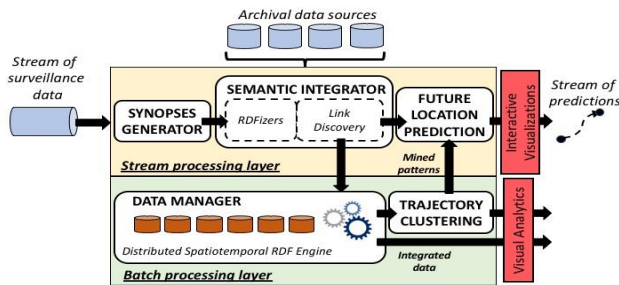 Archival data sources
Stream of
surveillance
data
SYNOPSES
GENERATOR
SEMANTIC INTEGRATOR
RDFizers
Link
Discovery
FUTURE
LOCATION
PREDICTION
Interactive
Visualizations
Stream of
predictions
Stream processing layer
Mined
patterns
DATA MANAGER
Distributed Spatiotemporal RDF Engine
TRAJECTORY
CLUSTERING
Integrated
data
Visual Analytics
Batch processing layer